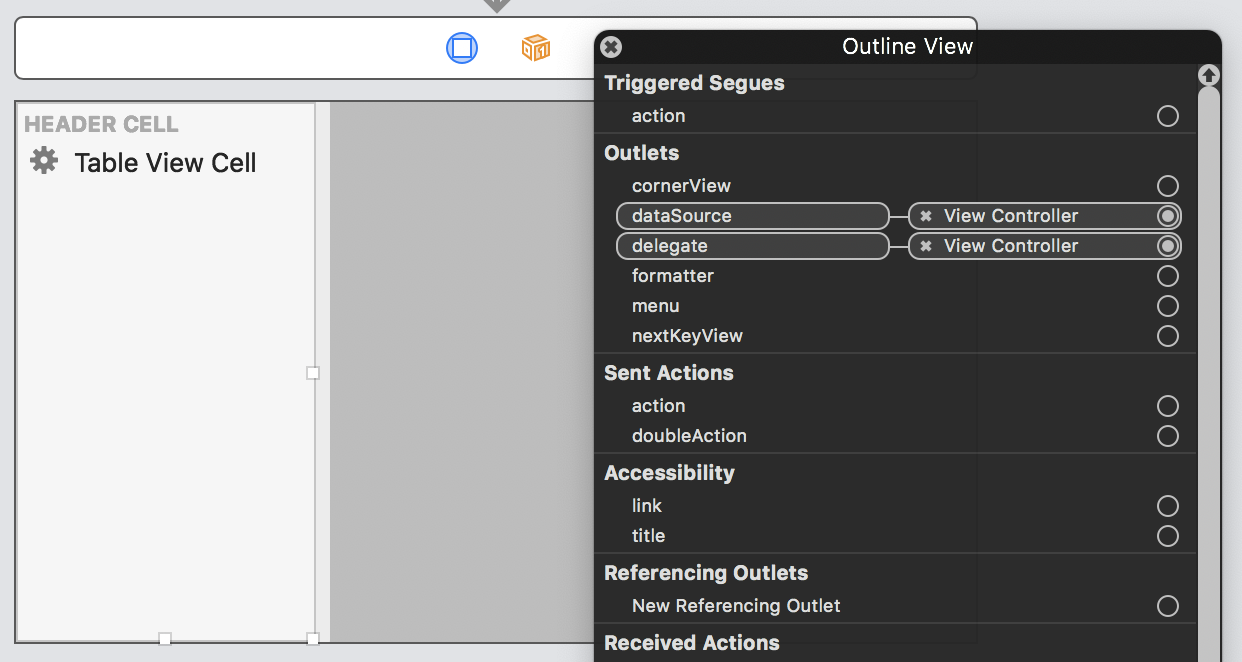 Outline View
HEADER CELL
Table View Cell
Triggered Segues
action
Outlets
cornerView
dataSource View Controller
delegate View Controller
formatter
menu
nextKeyView
Sent Actions
action
doubleAction
Accessibility
link
title
Referencing Outlets
New Referencing Outlet
Received Actions